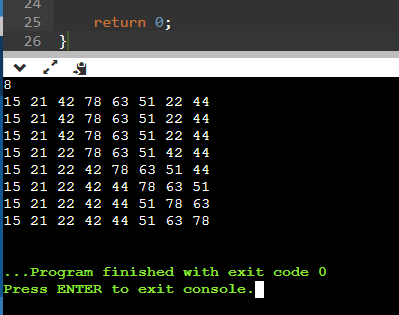 24
25 return 0;
26 }
8
15 21 42 78 63 51 22 44
15 21 42 78 63 51 22 44
15 21 42 78 63 51 22 44
15 21 22 78 63 51 42 44
15 21 22 42 78 63 51 44
15 21 22 42 44 78 63 51
15 21 22 42 44 51 78 63
15 21 22 42 44 51 63 78
...Program finished with exit code 0
Press ENTER to exit console.